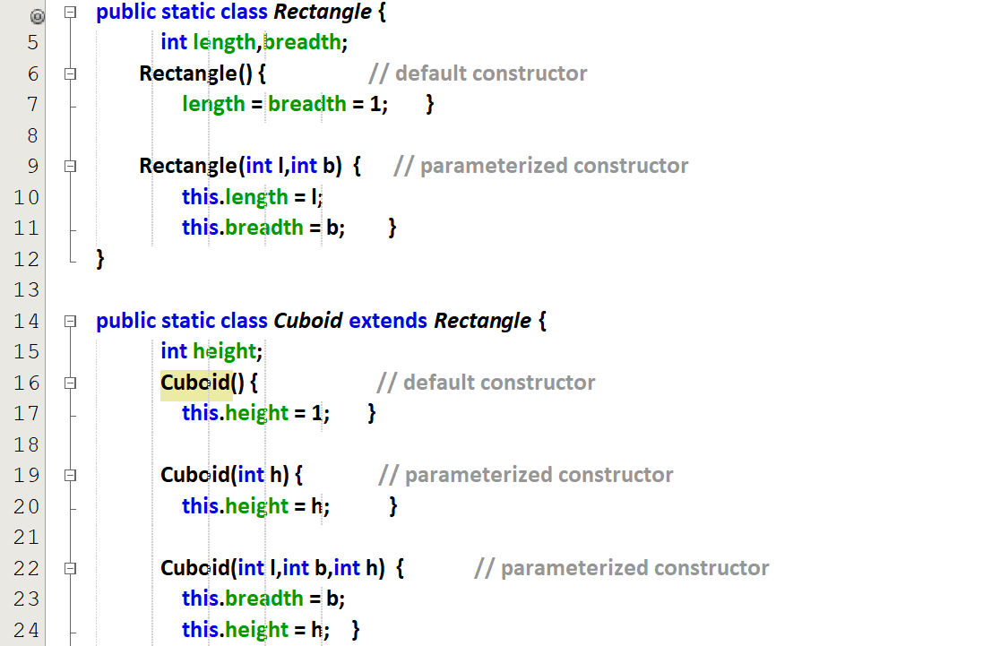 public static class Rectangle {
5 int length,breadth;
6 Rectangle() { // default constructor
7 length = breadth = 1; }
8
9 Rectangle(int l,int b) { // parameterized constructor
10 this.length = l;
11 this.breadth = b; }
12 }
13
14 public static class Cuboid extends Rectangle {
15 int height;
16 Cuboid() { // default constructor
17 this.height = 1; }
18
19 Cuboid(int h) { // parameterized constructor
20 this.height = h; }
21
22 Cuboid(int l,int b,int h) { // parameterized constructor
23 this.breadth = b;
24 this.height = h; }